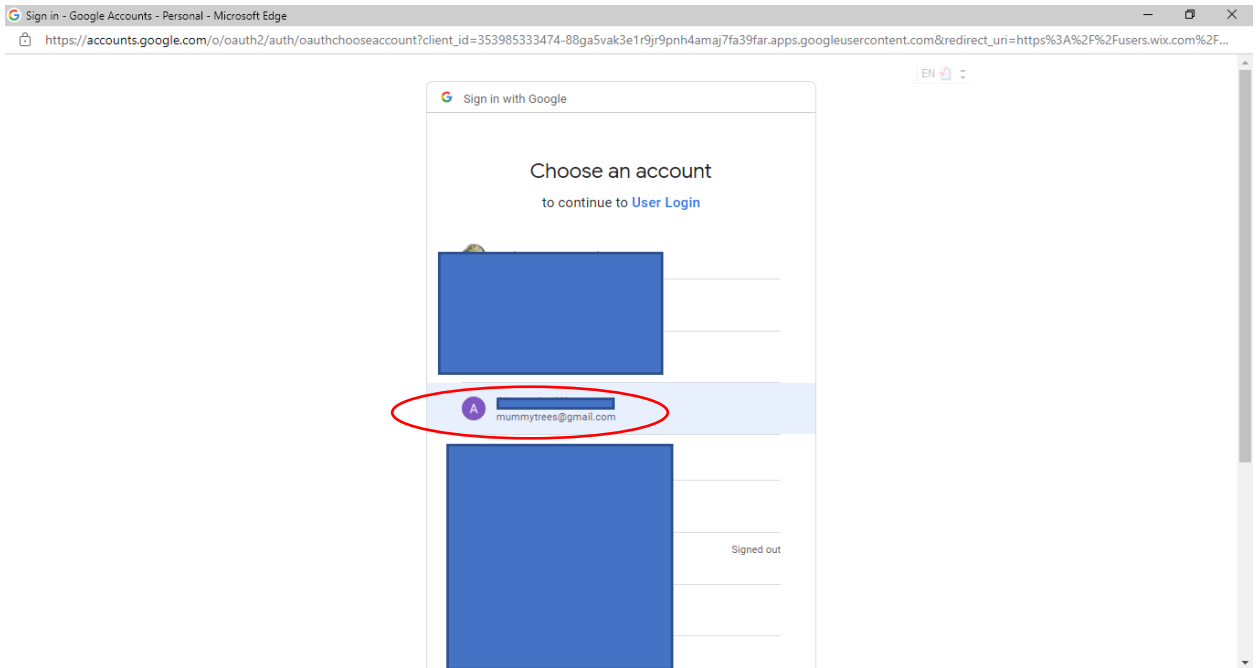 Sign in - Google Accounts - Personal - Microsoft Edge
https://accounts.google.com/o/oauth2/auth/oauthchooseaccount?client_id=353985333474-88ga5vak3e1r9jr9pnh4amaj7fa39far.apps.googleusercontent.com&redirect_uri=https%3A%2F%2Fusers.wix.com%2F...
EN
G Sign in with Google
Choose an account
to continue to User Login
A
mummytrees@gmail.com
Signed out